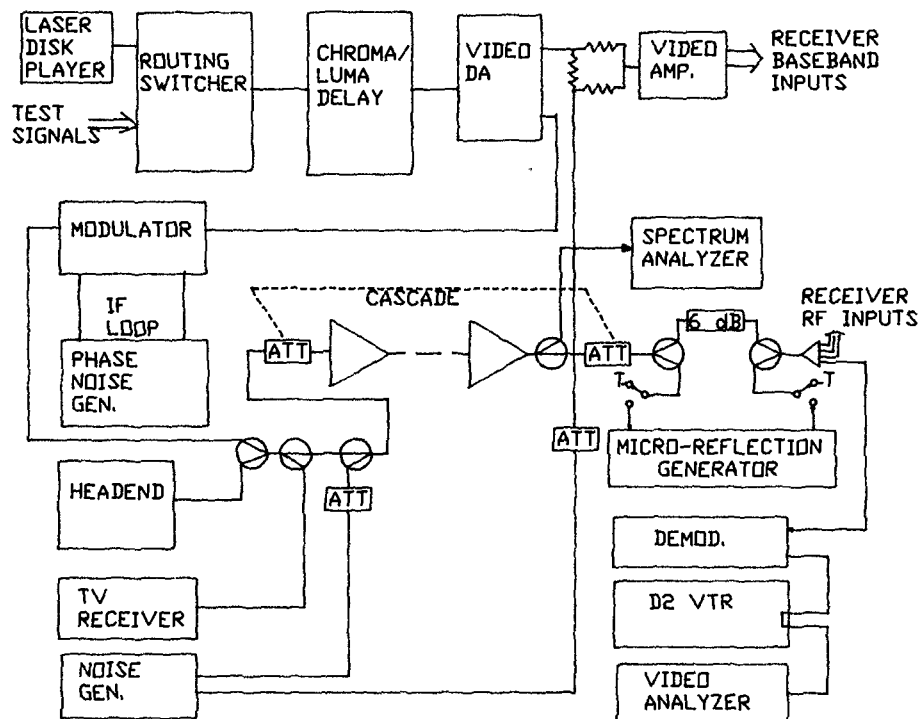 LASER
DISK
PLAYER
TEST
SIGNALS
ROUTING
SWITCHER
CHROMA/
LUMA
DELAY
VIDEO
DA
VIDEO
AMP.
RECEIVER
BASEBAND
INPUTS
MODULATOR
IF
LOOP
PHASE
NOISE
GEN.
SPECTRUM
ANALYZER
CASCADE
ATT
ATT
6 dB
RECEIVER
RF INPUTS
T
T
ATT
MICRO-REFLECTION
GENERATOR
HEADEND
ATT
TV
RECEIVER
NOISE
GEN.
DEMOD.
D2 VTR
VIDEO
ANALYZER